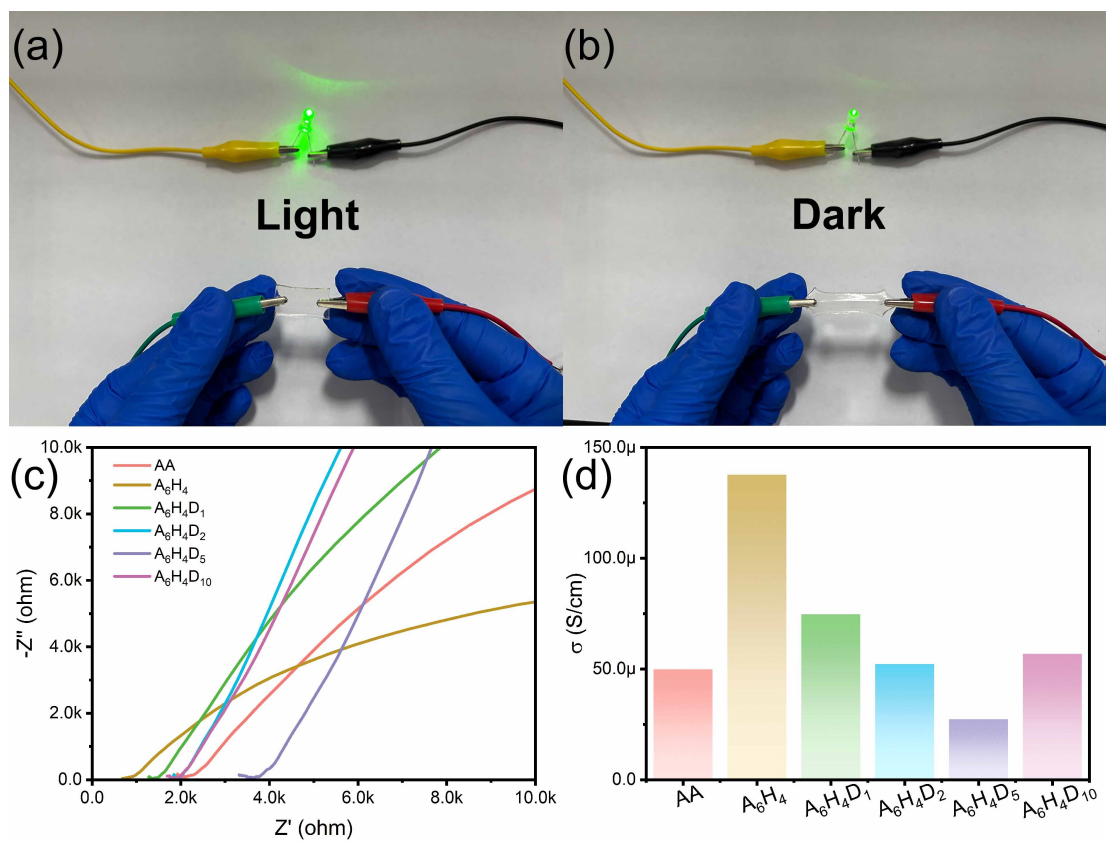 (a)
Light
(b)
Dark
(c)
10.0k
8.0k
6.0k
4.0k
2.0k
0.0
-Z" (ohm)
AA
A₆H₄
A₆H₄D₁
A₆H₄D₂
A₆H₄D₅
A₆H₄D₁₀
0.0 2.0k 4.0k 6.0k 8.0k 10.0k
Z' (ohm)
(d)
150.0µ
100.0µ
50.0µ
0.0
σ (S/cm)
AA A₆H₄ A₆H₄D₁ A₆H₄D₂ A₆H₄D₅ A₆H₄D₁₀